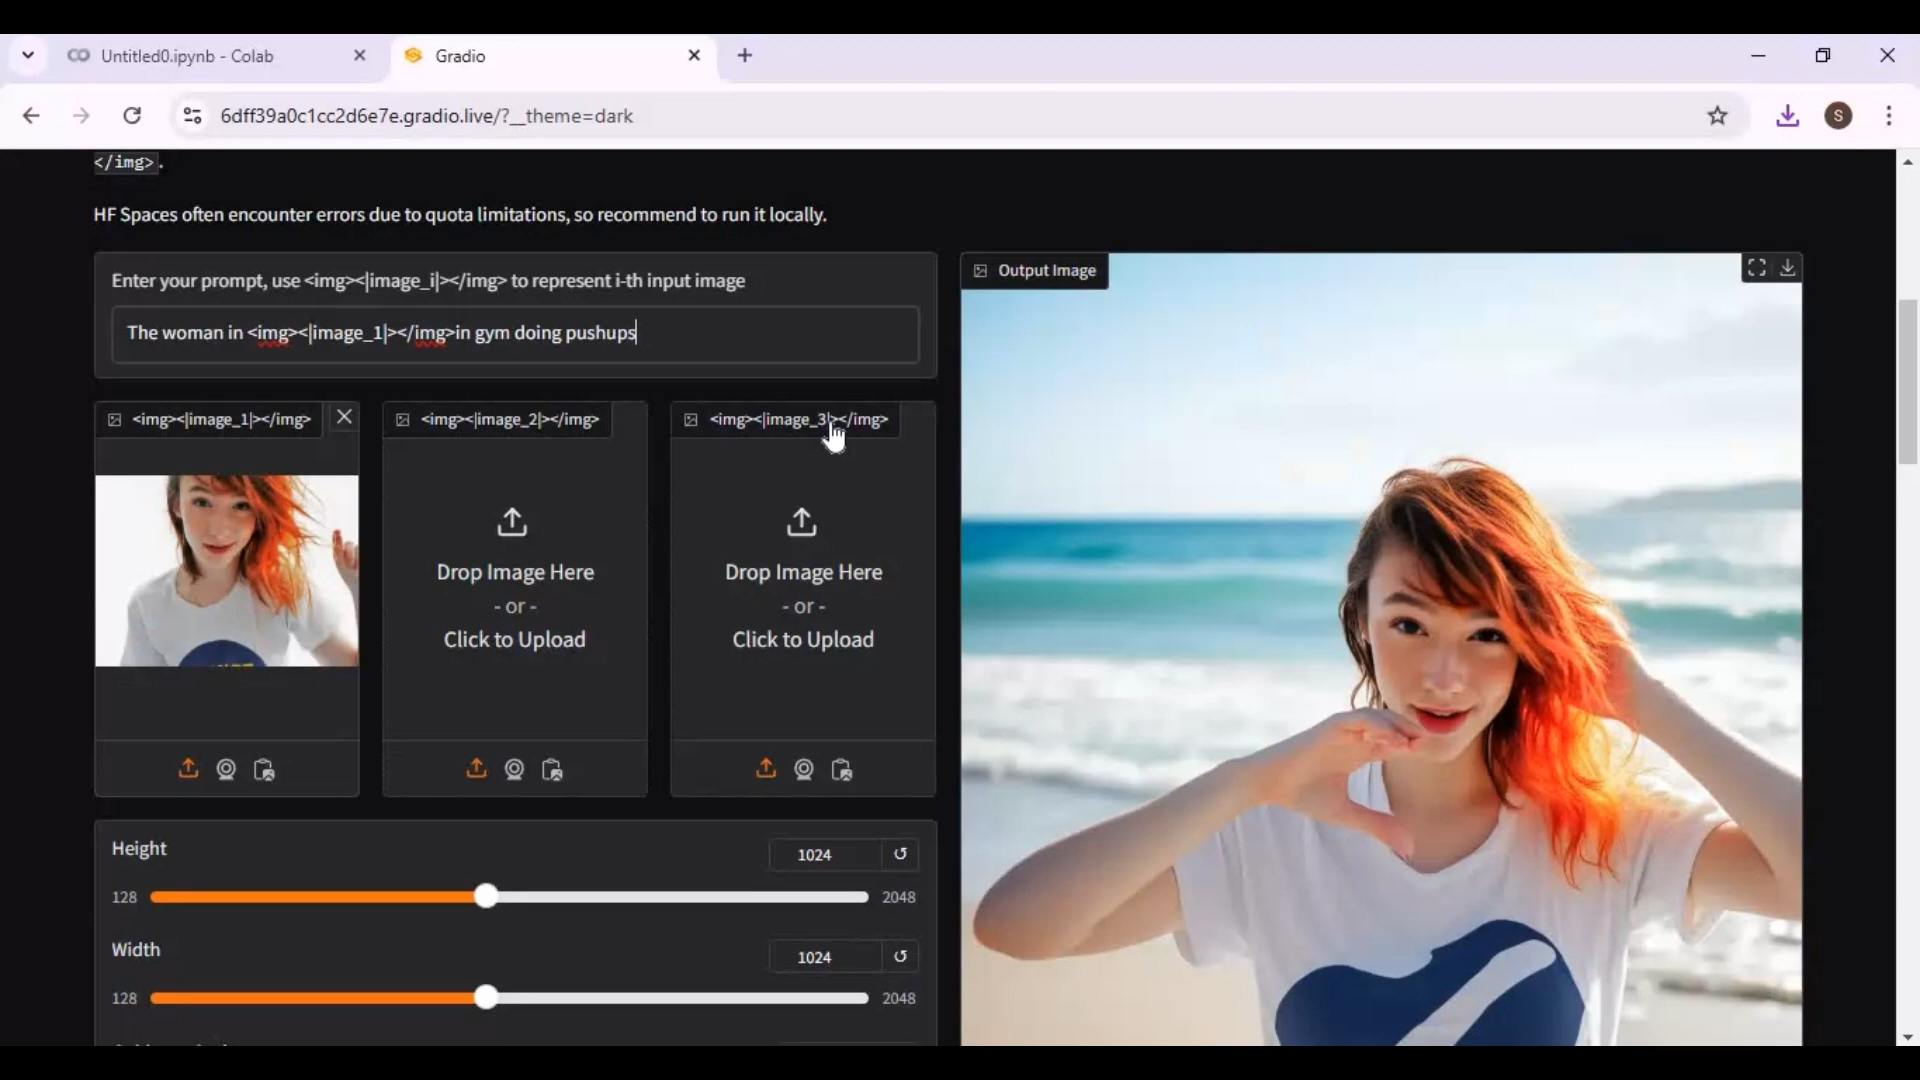 Untitled0.ipynb - Colab
Gradio
6dff39a0c1cc2d6e7e.gradio.live/?__theme=dark
S
</img>.
HF Spaces often encounter errors due to quota limitations, so recommend to run it locally.
Enter your prompt, use <img><|image_i|></img> to represent i-th input image
The woman in <img><|image_1|></img>in gym doing pushups
<img><|image_1|></img>
<img><|image_2|></img>
<img><|image_3|></img>
Drop Image Here
- or -
Click to Upload
Drop Image Here
- or -
Click to Upload
Height
1024
128
2048
Width
1024
128
2048
Output Image